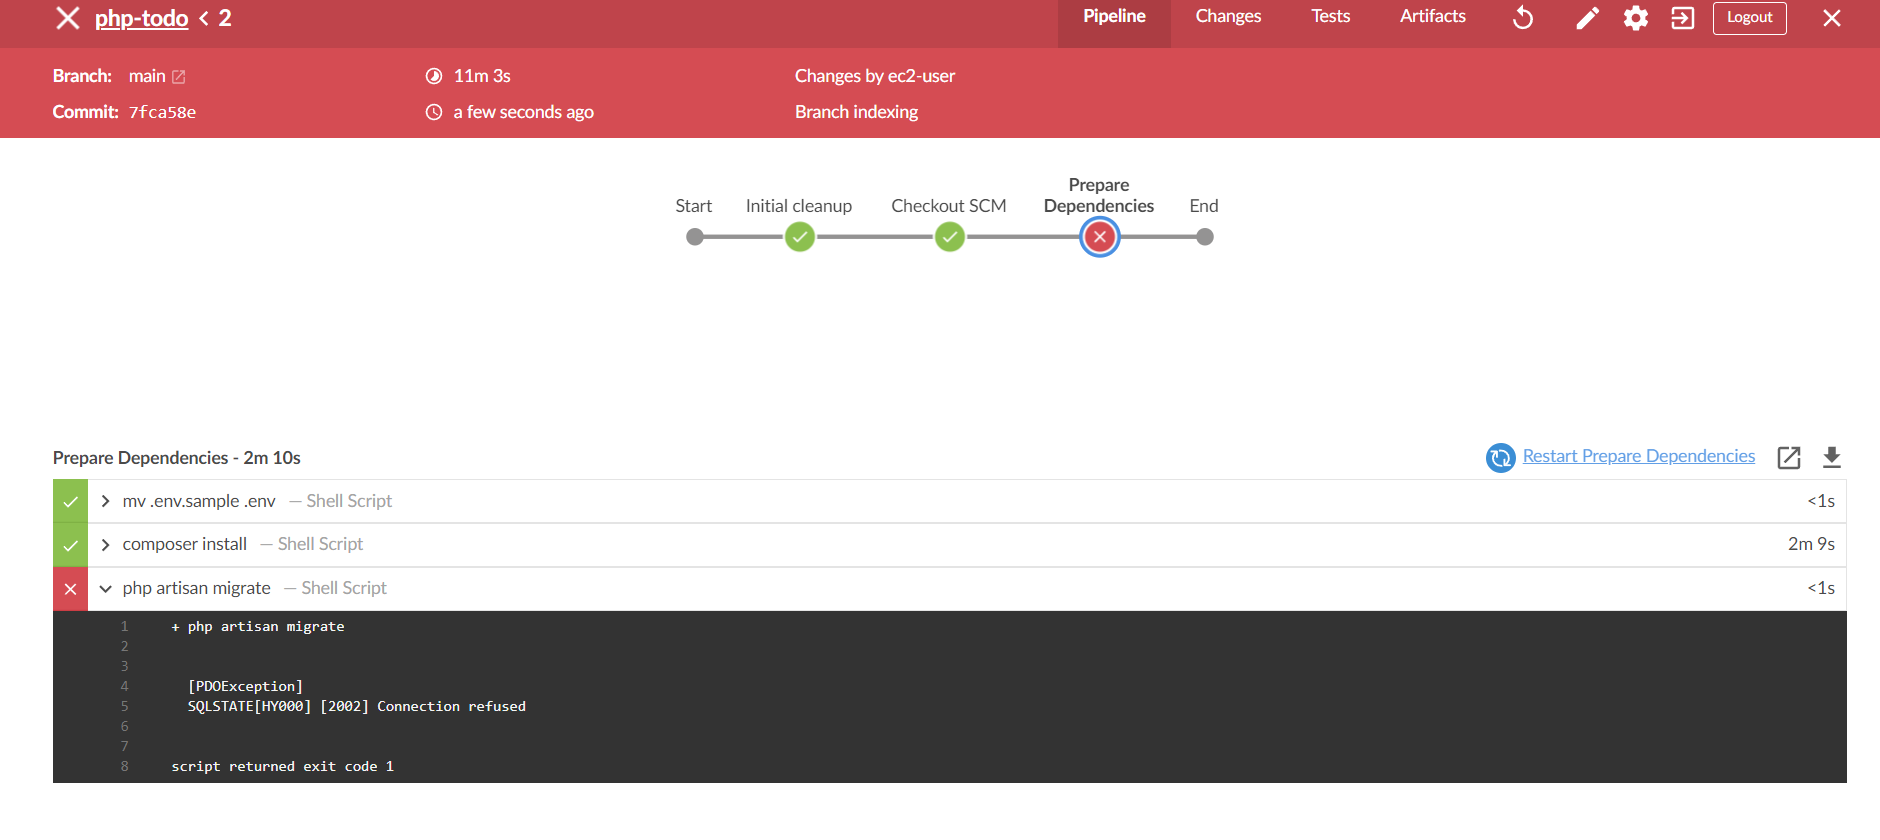 php-todo < 2
Pipeline Changes Tests Artifacts Logout
Branch: main 11m 3s Changes by ec2-user
Commit: 7fca58e a few seconds ago Branch indexing
Start Initial cleanup Checkout SCM Prepare Dependencies End
Prepare Dependencies - 2m 10s Restart Prepare Dependencies
mv .env.sample .env — Shell Script <1s
composer install — Shell Script 2m 9s
php artisan migrate — Shell Script <1s
1 + php artisan migrate
2
3
4 [PDOException]
5 SQLSTATE[HY000] [2002] Connection refused
6
7
8 script returned exit code 1